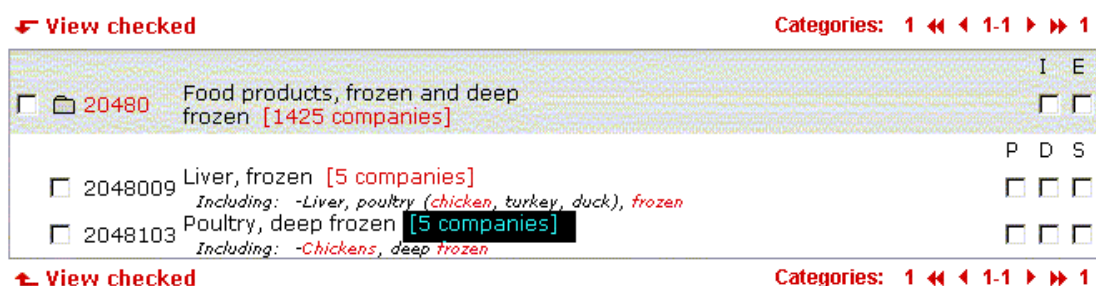 View checked
Categories: 1 1-1 1
I E
20480 Food products, frozen and deep
frozen [1425 companies]
P D S
2048009 Liver, frozen [5 companies]
Including: -Liver, poultry (chicken, turkey, duck), frozen
2048103 Poultry, deep frozen [5 companies]
Including: -Chickens, deep frozen
View checked
Categories: 1 1-1 1